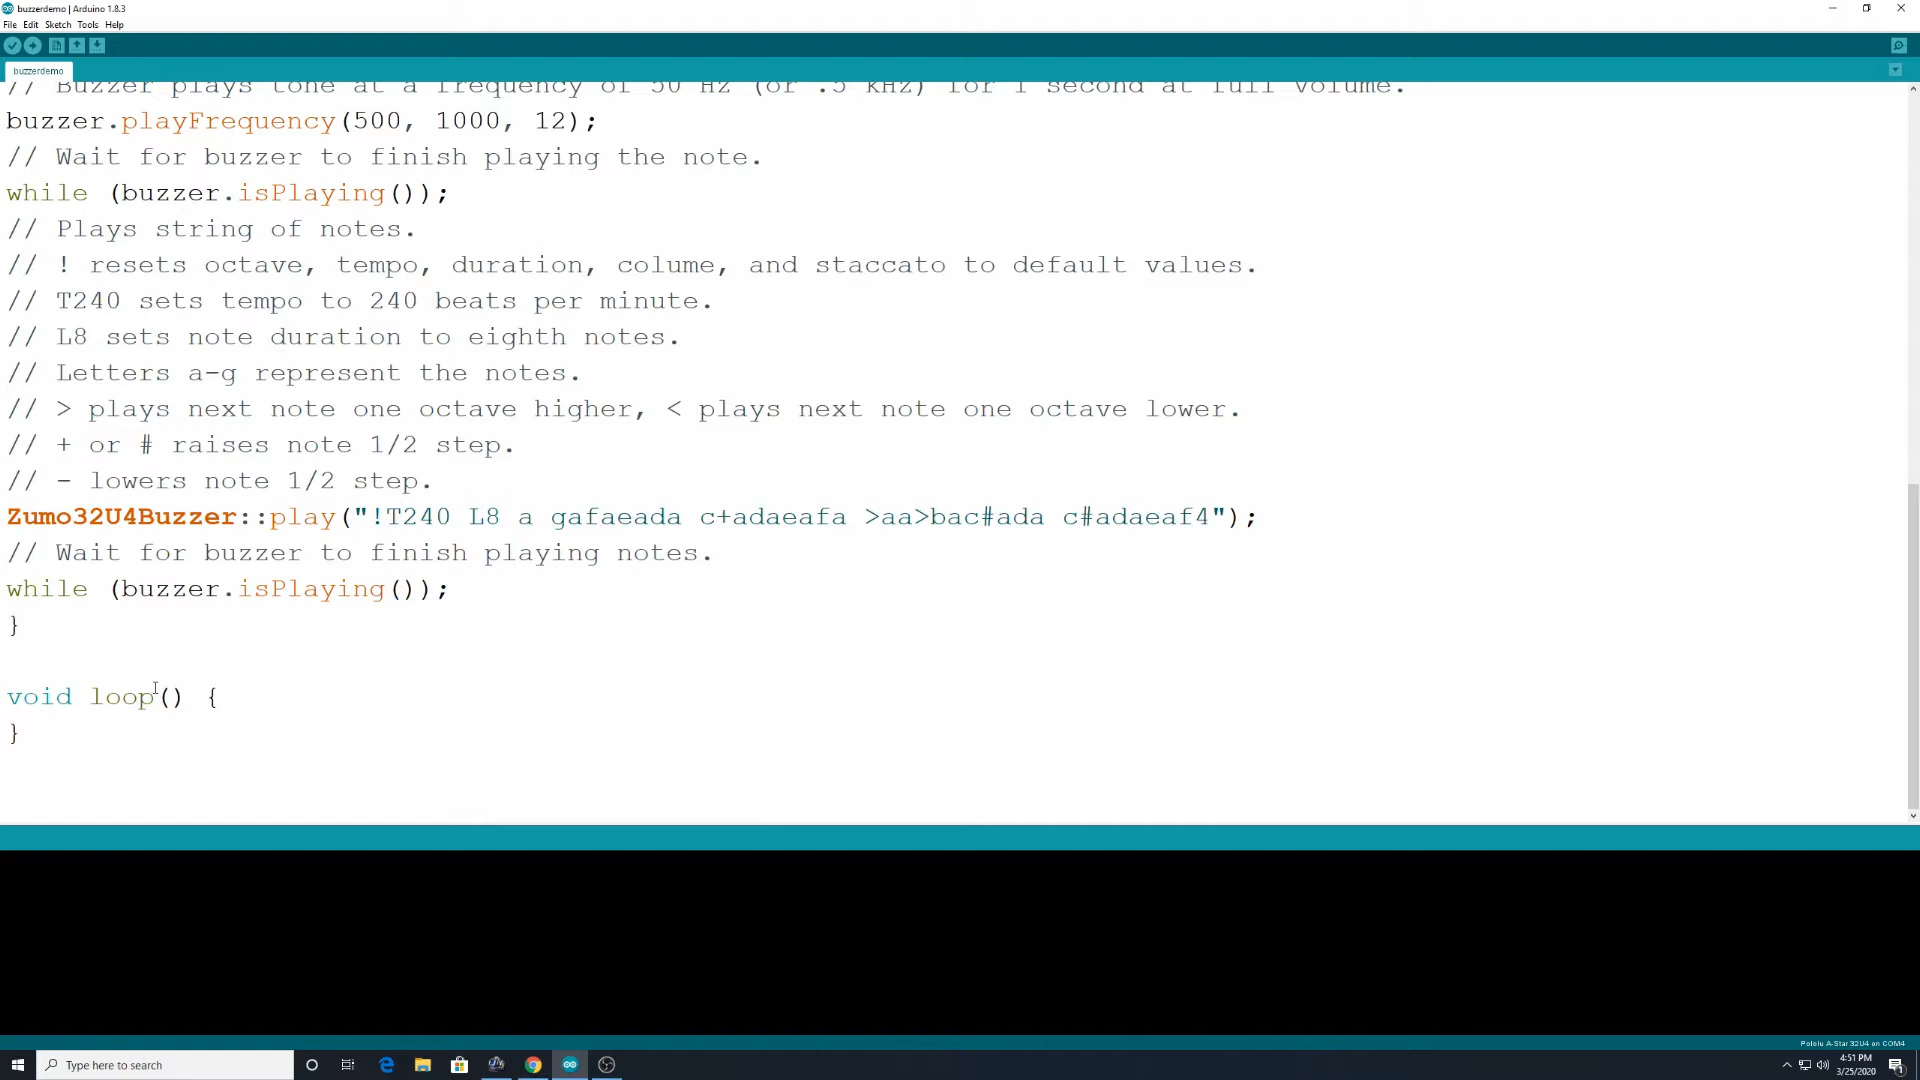 buzzerdemo | Arduino 1.8.3
File Edit Sketch Tools Help
buzzerdemo
// Buzzer plays tone at a frequency of 50 Hz (or .5 kHz) for 1 second at full volume.
buzzer.playFrequency(500, 1000, 12);
// Wait for buzzer to finish playing the note.
while (buzzer.isPlaying());
// Plays string of notes.
// ! resets octave, tempo, duration, colume, and staccato to default values.
// T240 sets tempo to 240 beats per minute.
// L8 sets note duration to eighth notes.
// Letters a-g represent the notes.
// > plays next note one octave higher, < plays next note one octave lower.
// + or # raises note 1/2 step.
// - lowers note 1/2 step.
Zumo32U4Buzzer::play("!T240 L8 a gafaeada c+adaeafa >aa>bac#ada c#adaeaf4");
// Wait for buzzer to finish playing notes.
while (buzzer.isPlaying());
}
void loop() {
}
Pololu A-Star 32U4 on COM4
Type here to search
4:51 PM
3/25/2020